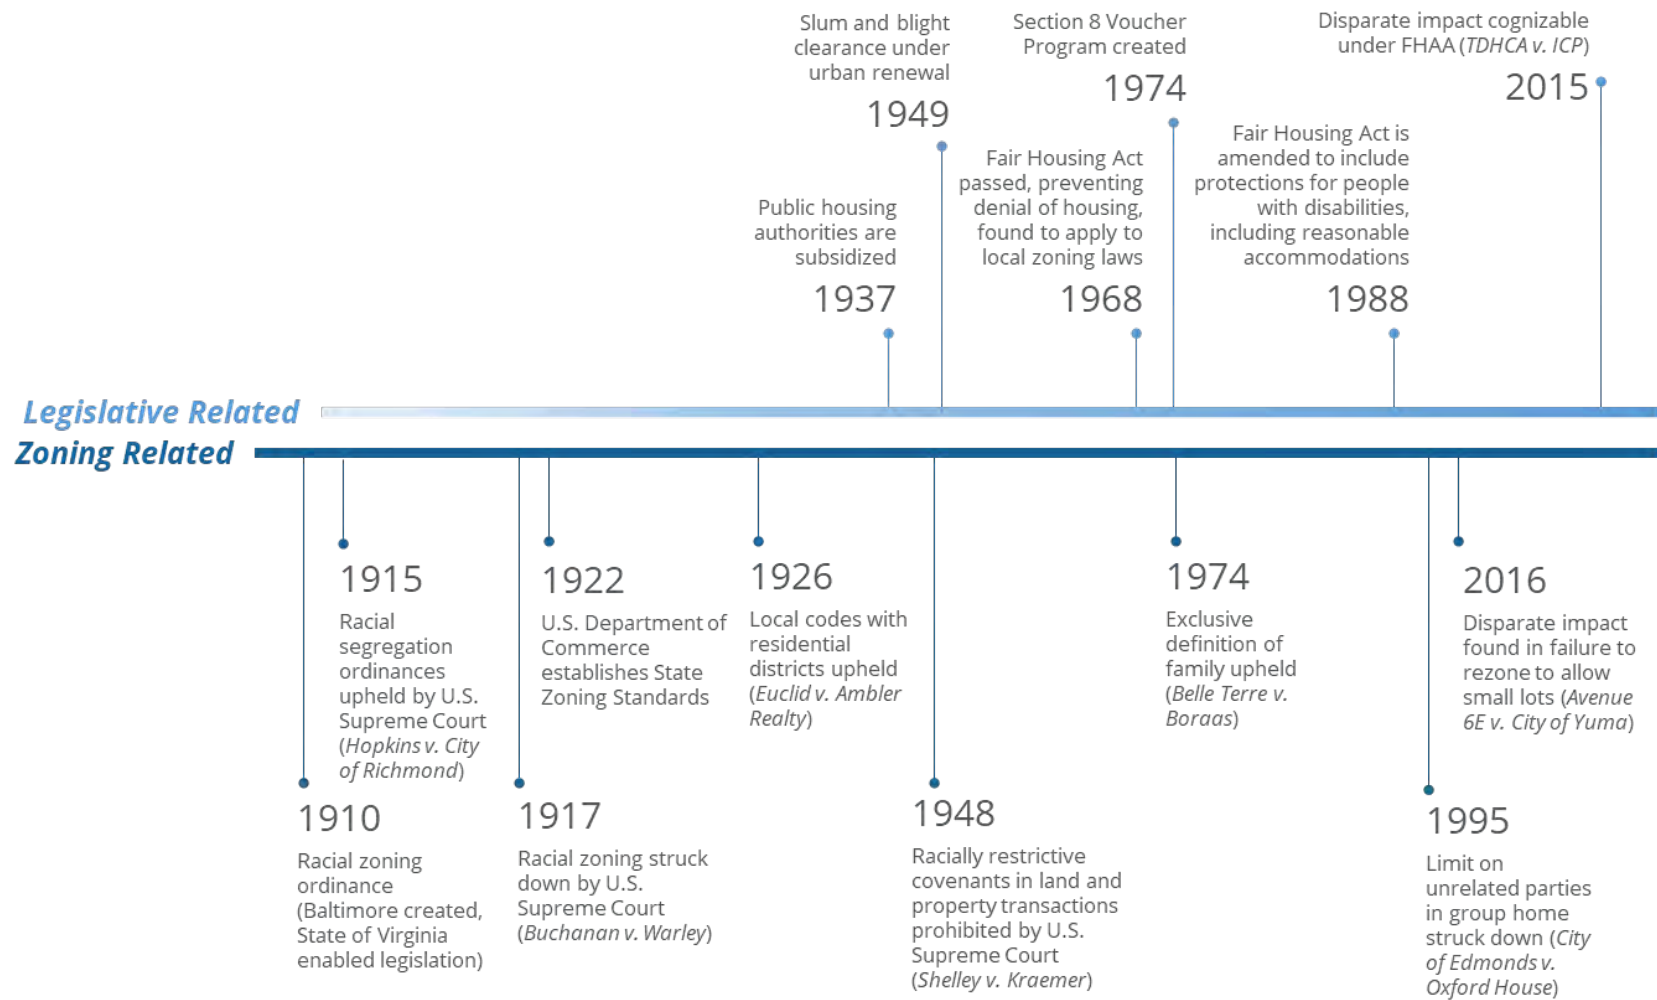 Slum and blight
clearance under
urban renewal
1949
Section 8 Voucher
Program created
1974
Disparate impact cognizable
under FHAA (TDHCA v. ICP)
2015
Public housing
authorities are
subsidized
1937
Fair Housing Act
passed, preventing
denial of housing,
found to apply to
local zoning laws
1968
Fair Housing Act is
amended to include
protections for people
with disabilities,
including reasonable
accommodations
1988
Legislative Related
Zoning Related
1915
Racial
segregation
ordinances
upheld by U.S.
Supreme Court
(Hopkins v. City
of Richmond)
1922
U.S. Department of
Commerce
establishes State
Zoning Standards
1926
Local codes with
residential
districts upheld
(Euclid v. Ambler
Realty)
1974
Exclusive
definition of
family upheld
(Belle Terre v.
Boraas)
2016
Disparate impact
found in failure to
rezone to allow
small lots (Avenue
6E v. City of Yuma)
1910
Racial zoning
ordinance
(Baltimore created,
State of Virginia
enabled legislation)
1917
Racial zoning struck
down by U.S.
Supreme Court
(Buchanan v. Warley)
1948
Racially restrictive
covenants in land and
property transactions
prohibited by U.S.
Supreme Court
(Shelley v. Kraemer)
1995
Limit on
unrelated parties
in group home
struck down (City
of Edmonds v.
Oxford House)